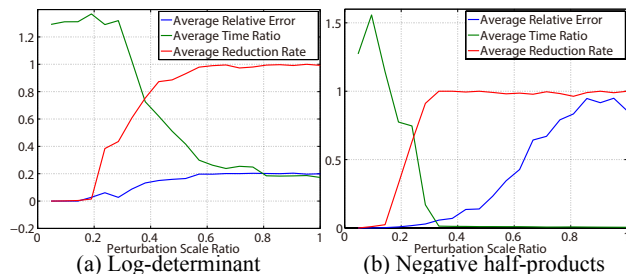 Average Relative Error
Average Time Ratio
Average Reduction Rate
1.2
1
0.8
0.6
0.4
0.2
0
-0.2
0 0.2 0.4 0.6 0.8 1
Perturbation Scale Ratio
(a) Log-determinant
Average Relative Error
Average Time Ratio
Average Reduction Rate
1.5
1
0.5
0
0 0.2 0.4 0.6 0.8 1
Perturbation Scale Ratio
(b) Negative half-products